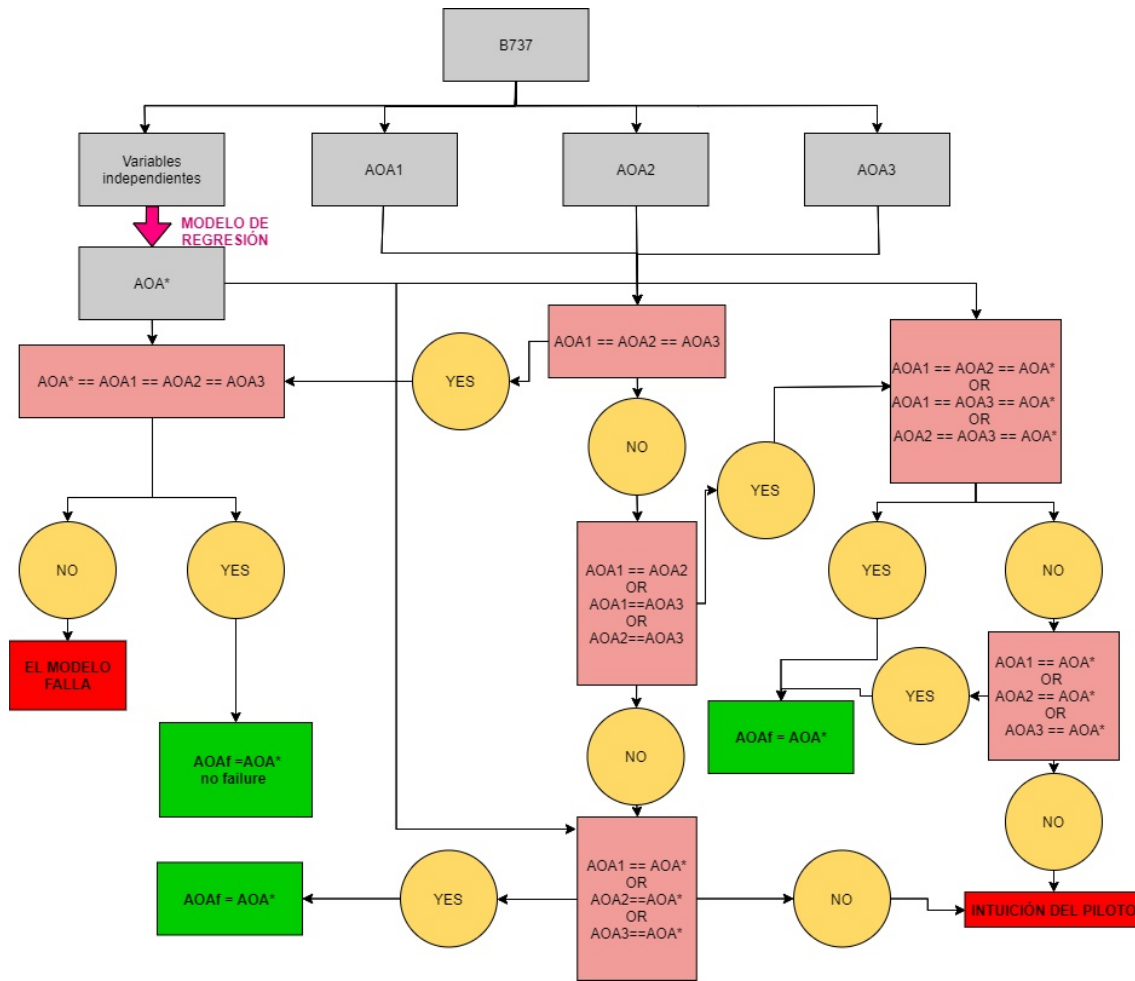 B737
Variables
independientes
AOA1
AOA2
AOA3
MODELO DE
REGRESIÓN
AOA*
AOA1 == AOA2 == AOA3
YES
AOA* == AOA1 == AOA2 == AOA3
AOA1 == AOA2 == AOA*
OR
AOA1 == AOA3 == AOA*
OR
AOA2 == AOA3 == AOA*
NO
YES
NO
YES
AOA1 == AOA2
OR
AOA1==AOA3
OR
AOA2==AOA3
YES
NO
EL MODELO
FALLA
AOA1 == AOA*
OR
AOA2 == AOA*
OR
AOA3 == AOA*
YES
AOAf = AOA*
AOAf =AOA*
no failure
NO
NO
AOA1 == AOA*
OR
AOA2==AOA*
OR
AOA3==AOA*
AOAf = AOA*
YES
NO
INTUICIÓN DEL PILOTO